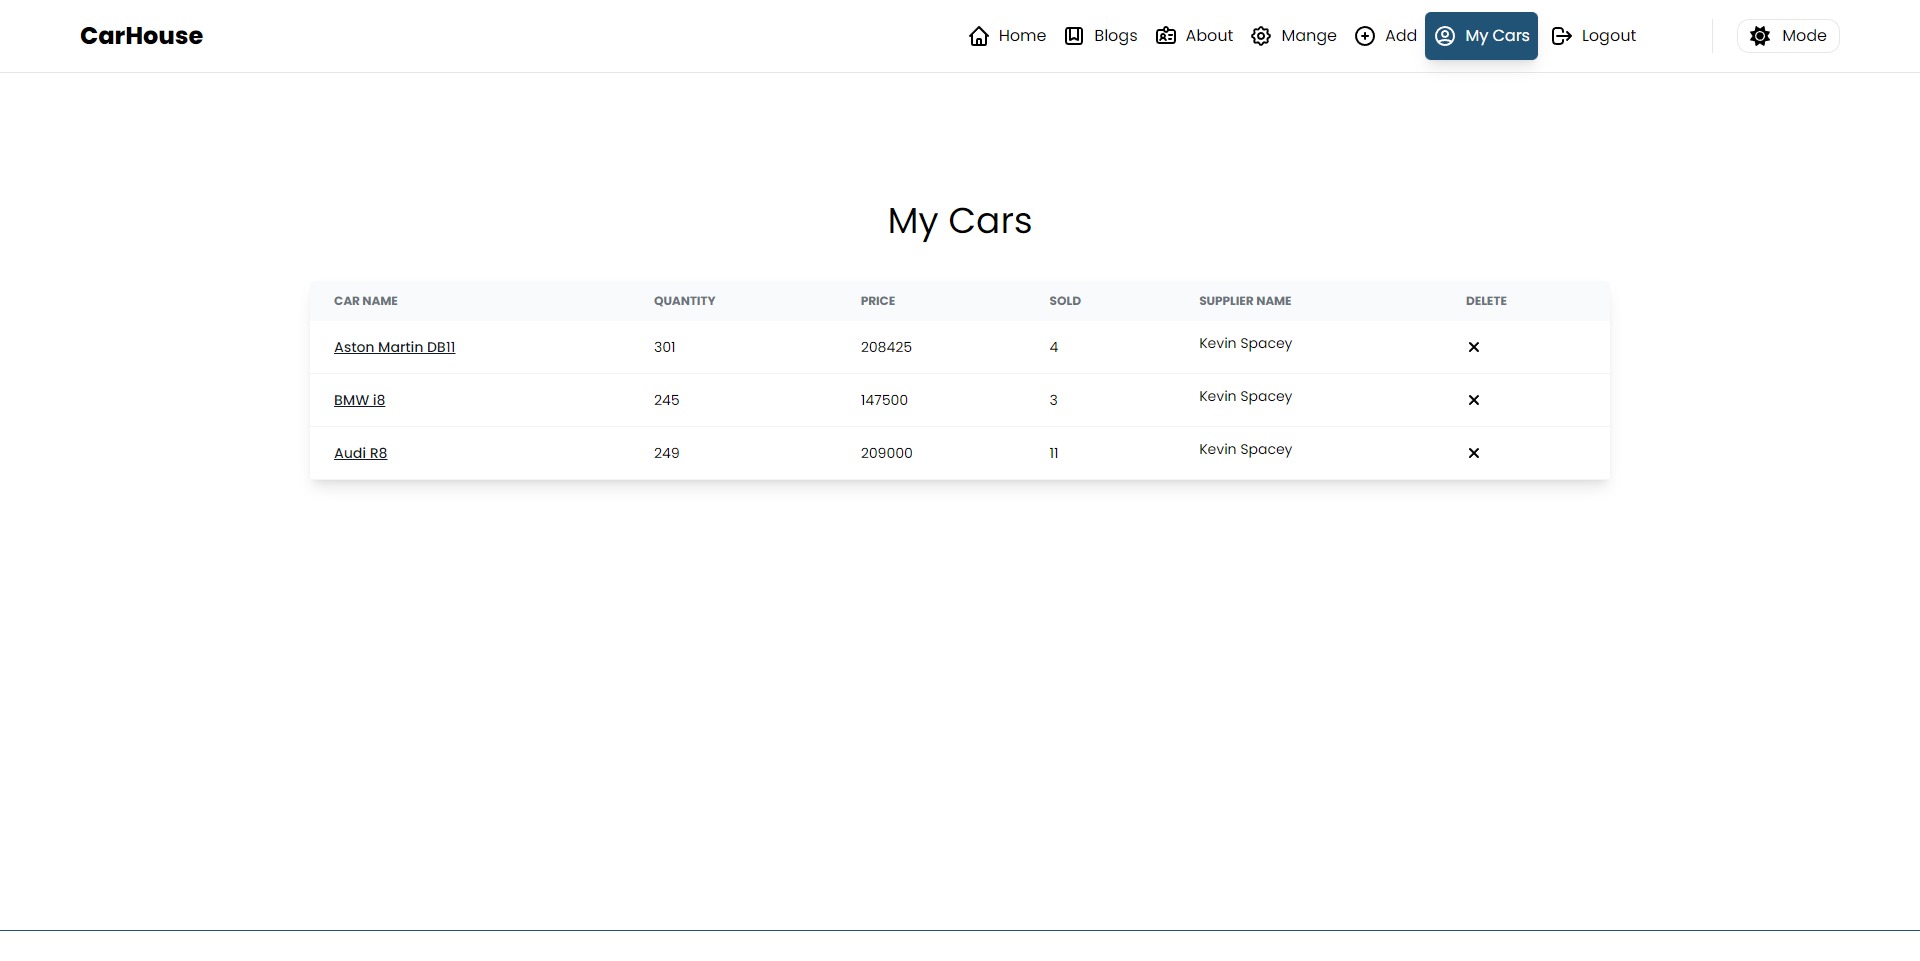 CarHouse
Home Blogs About Mange Add My Cars Logout Mode
My Cars
CAR NAME QUANTITY PRICE SOLD SUPPLIER NAME DELETE
Aston Martin DB11 301 208425 4 Kevin Spacey
BMW i8 245 147500 3 Kevin Spacey
Audi R8 249 209000 11 Kevin Spacey